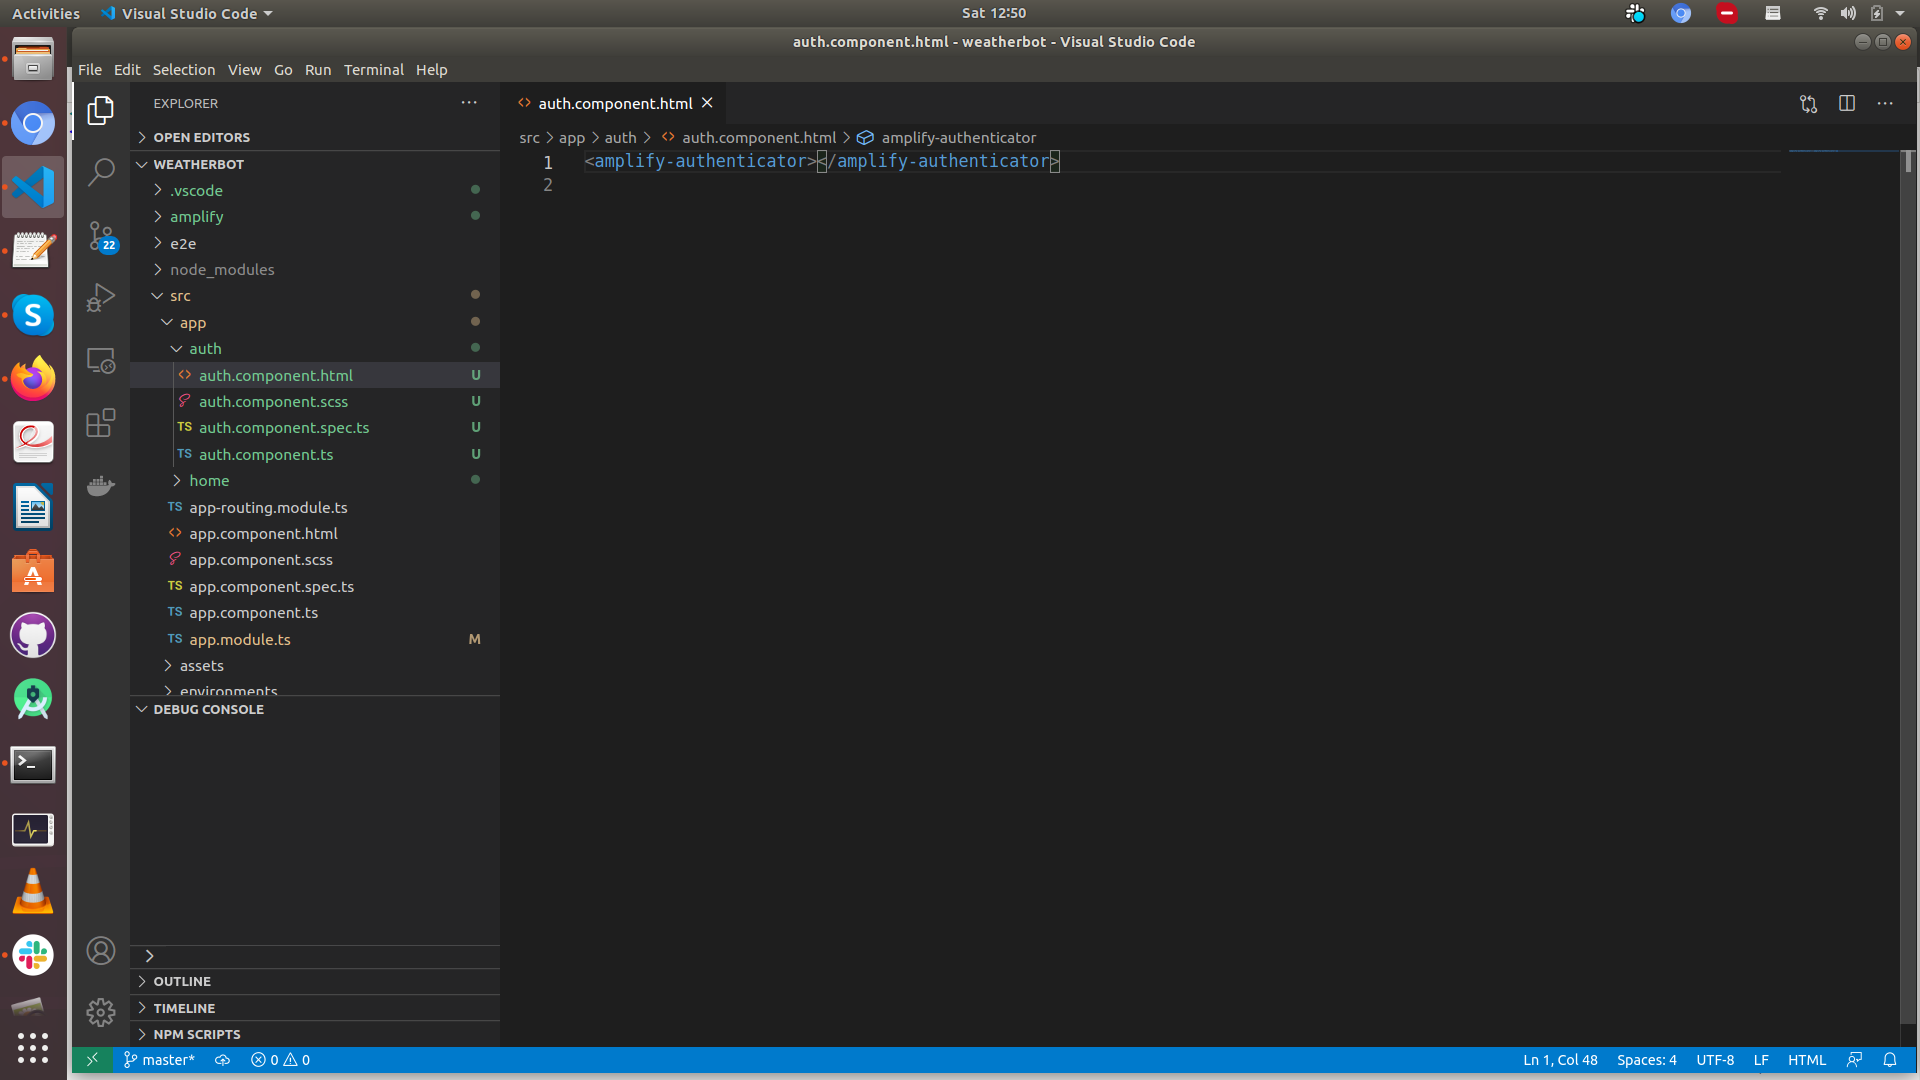 Activities Visual Studio Code Sat 12:50
auth.component.html - weatherbot - Visual Studio Code
File Edit Selection View Go Run Terminal Help
EXPLORER
OPEN EDITORS
WEATHERBOT
.vscode
amplify
e2e
node_modules
src
app
auth
auth.component.html U
auth.component.scss U
TS auth.component.spec.ts U
TS auth.component.ts U
home
TS app-routing.module.ts
app.component.html
app.component.scss
TS app.component.spec.ts
TS app.component.ts
TS app.module.ts M
assets
environments
DEBUG CONSOLE
OUTLINE
TIMELINE
NPM SCRIPTS
22
auth.component.html
src > app > auth > auth.component.html > amplify-authenticator
1 <amplify-authenticator></amplify-authenticator>
2
master* 0 0 Ln 1, Col 48 Spaces: 4 UTF-8 LF HTML